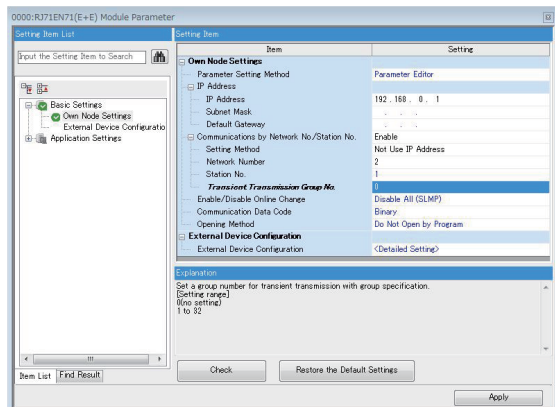 0000:RJ71EN71(E+E) Module Parameter
Setting Item List
Input the Setting Item to Search
Basic Settings
Own Node Settings
External Device Configuratio
Application Settings
Item List
Find Result
Setting Item
Item Setting
Own Node Settings
Parameter Setting Method Parameter Editor
IP Address
IP Address 192 . 168 . 0 . 1
Subnet Mask . . .
Default Gateway . . .
Communications by Network No./Station No. Enable
Setting Method Not Use IP Address
Network Number 2
Station No. 1
Transient Transmission Group No. 0
Enable/Disable Online Change Disable All (SLMP)
Communication Data Code Binary
Opening Method Do Not Open by Program
External Device Configuration
External Device Configuration <Detailed Setting>
Explanation
Set a group number for transient transmission with group specification.
[Setting range]
0(no setting)
1 to 32
Check
Restore the Default Settings
Apply